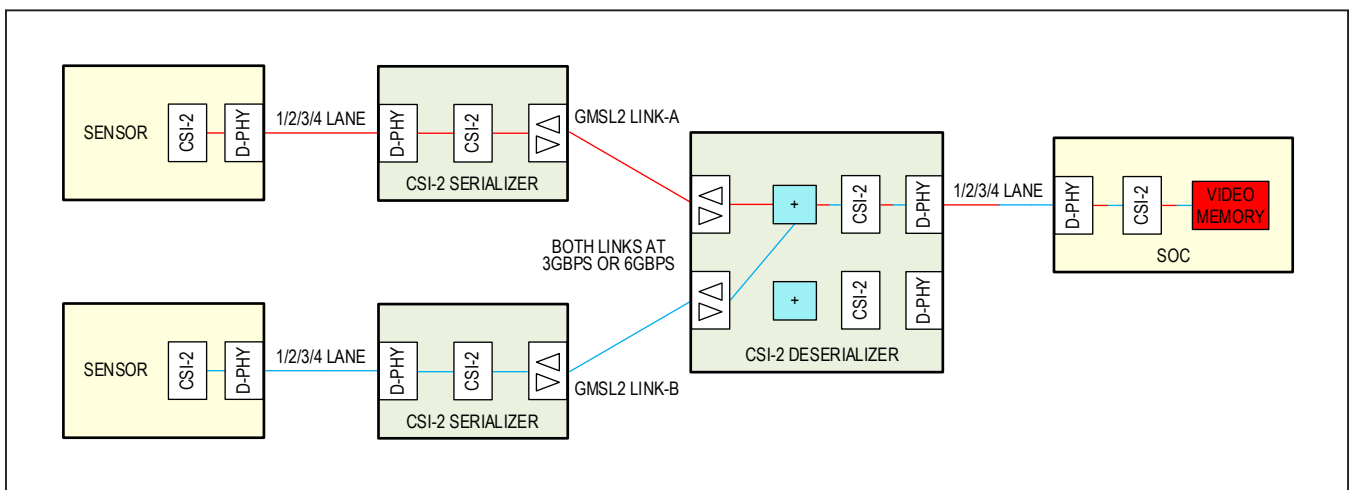 SENSOR
CSI-2
D-PHY
1/2/3/4 LANE
D-PHY
CSI-2
CSI-2 SERIALIZER
GMSL2 LINK-A
SENSOR
CSI-2
D-PHY
1/2/3/4 LANE
D-PHY
CSI-2
CSI-2 SERIALIZER
GMSL2 LINK-B
BOTH LINKS AT
3GBPS OR 6GBPS
+
CSI-2
D-PHY
+
CSI-2
D-PHY
CSI-2 DESERIALIZER
1/2/3/4 LANE
D-PHY
CSI-2
VIDEO
MEMORY
SOC